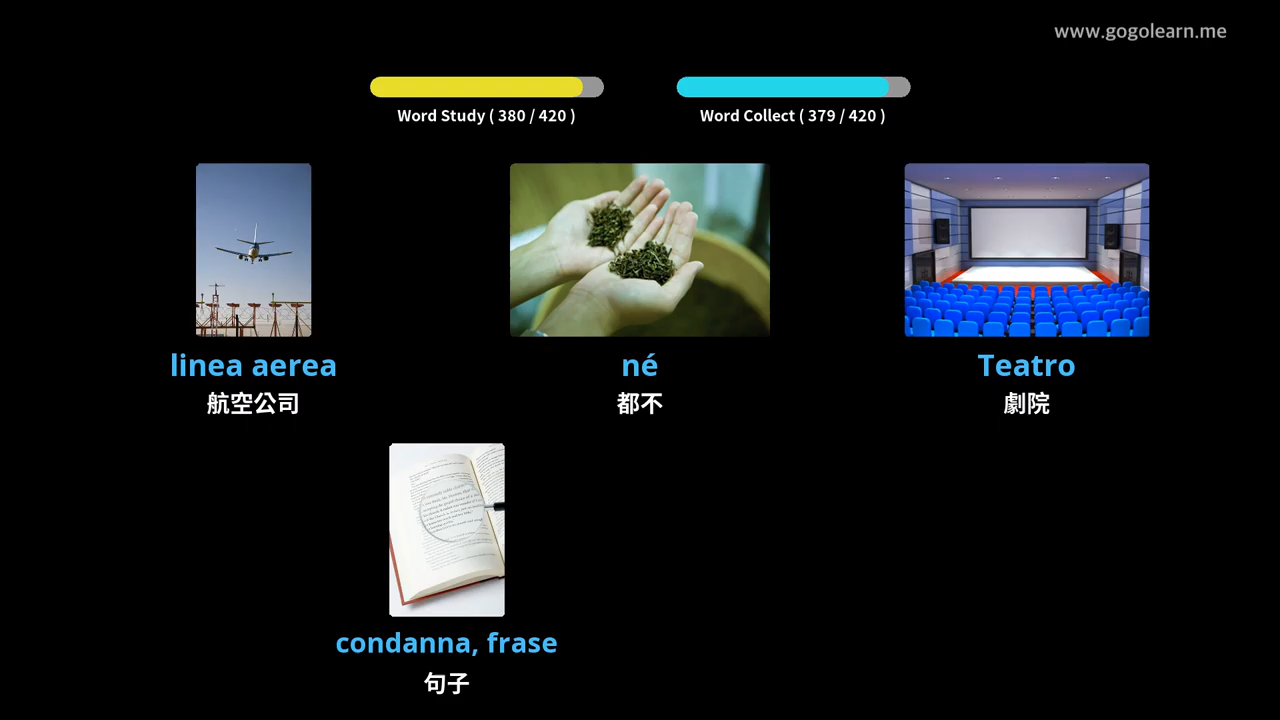 www.gogolearn.me
Word Study ( 380 / 420 )
Word Collect ( 379 / 420 )
linea aerea
航空公司
né
都不
Teatro
劇院
condanna, frase
句子